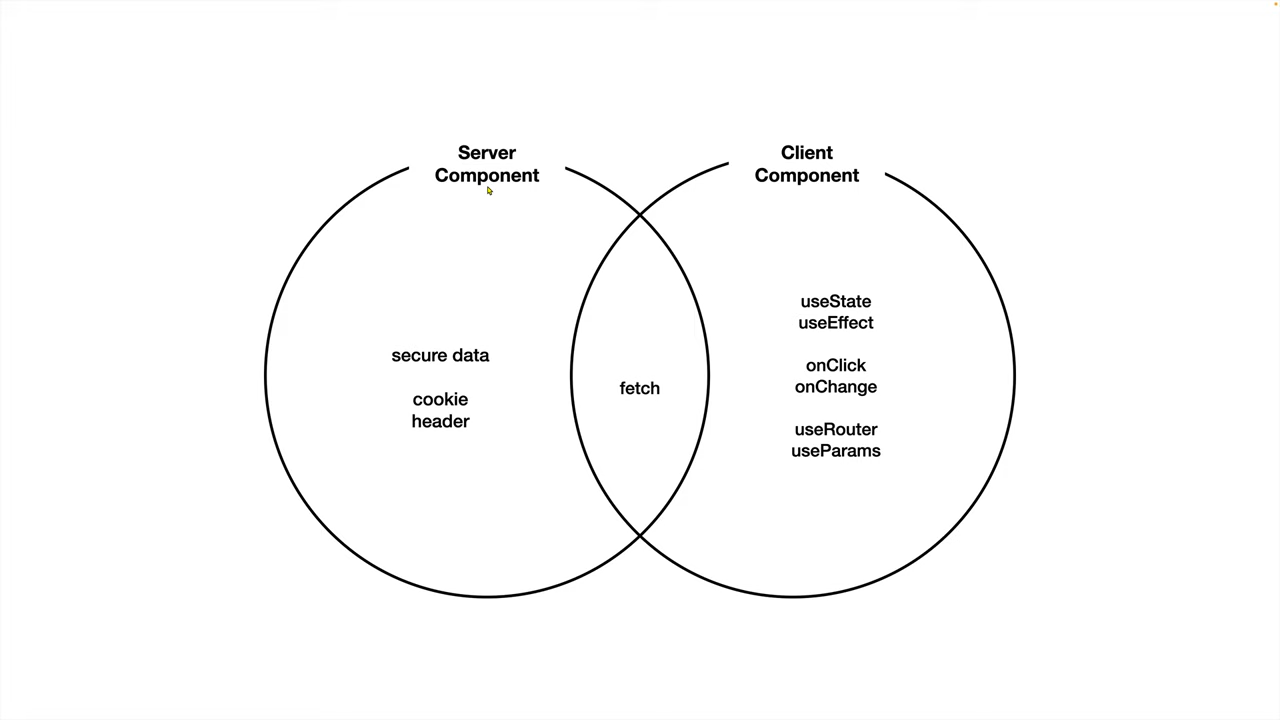 Server
Component
Client
Component
secure data
cookie
header
fetch
useState
useEffect
onClick
onChange
useRouter
useParams